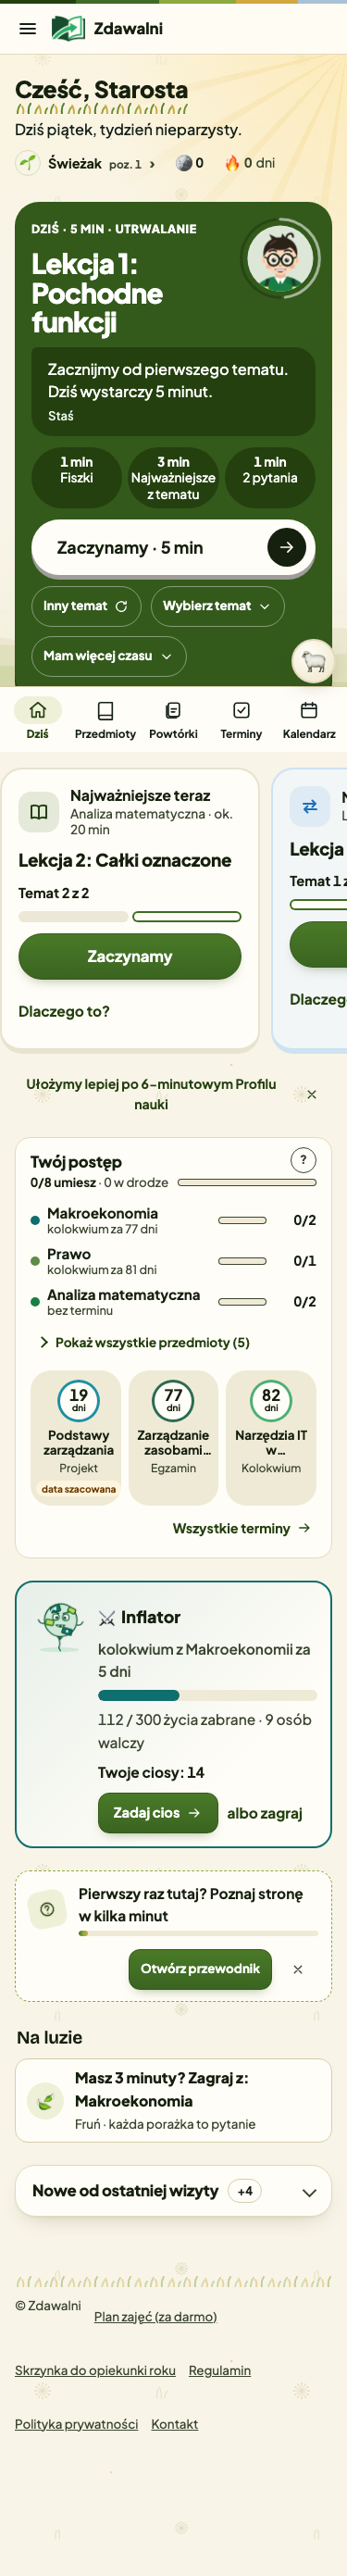 Zdawalni
Cześć, Starosta
Dziś piątek, tydzień nieparzysty.
Świeżak poz. 1 › 0 0 dni
DZIŚ · 5 MIN · UTRWALANIE
Lekcja 1:
Pochodne
funkcji
Zacznijmy od pierwszego tematu.
Dziś wystarczy 5 minut.
Staś
1 min
Fiszki
3 min
Najważniejsze
z tematu
1 min
2 pytania
Zaczynamy · 5 min
Inny temat
Wybierz temat
Mam więcej czasu
Dziś
Przedmioty
Powtórki
Terminy
Kalendarz
Najważniejsze teraz
Analiza matematyczna · ok.
20 min
Lekcja 2: Całki oznaczone
Temat 2 z 2
Zaczynamy
Dlaczego to?
Lekcja
Temat 1 z
Dlaczeg
Ułożymy lepiej po 6-minutowym Profilu
nauki
Twój postęp ?
0/8 umiesz · 0 w drodze
Makroekonomia 0/2
kolokwium za 77 dni
Prawo 0/1
kolokwium za 81 dni
Analiza matematyczna 0/2
bez terminu
Pokaż wszystkie przedmioty (5)
19
dni
Podstawy
zarządzania
Projekt
data szacowana
77
dni
Zarządzanie
zasobami...
Egzamin
82
dni
Narzędzia IT
w...
Kolokwium
Wszystkie terminy →
⚔ Inflator
kolokwium z Makroekonomii za
5 dni
112 / 300 życia zabrane · 9 osób
walczy
Twoje ciosy: 14
Zadaj cios → albo zagraj
Pierwszy raz tutaj? Poznaj stronę
w kilka minut
Otwórz przewodnik
Na luzie
Masz 3 minuty? Zagraj z:
Makroekonomia
Fruń · każda porażka to pytanie
Nowe od ostatniej wizyty +4
© Zdawalni
Plan zajęć (za darmo)
Skrzynka do opiekunki roku Regulamin
Polityka prywatności Kontakt